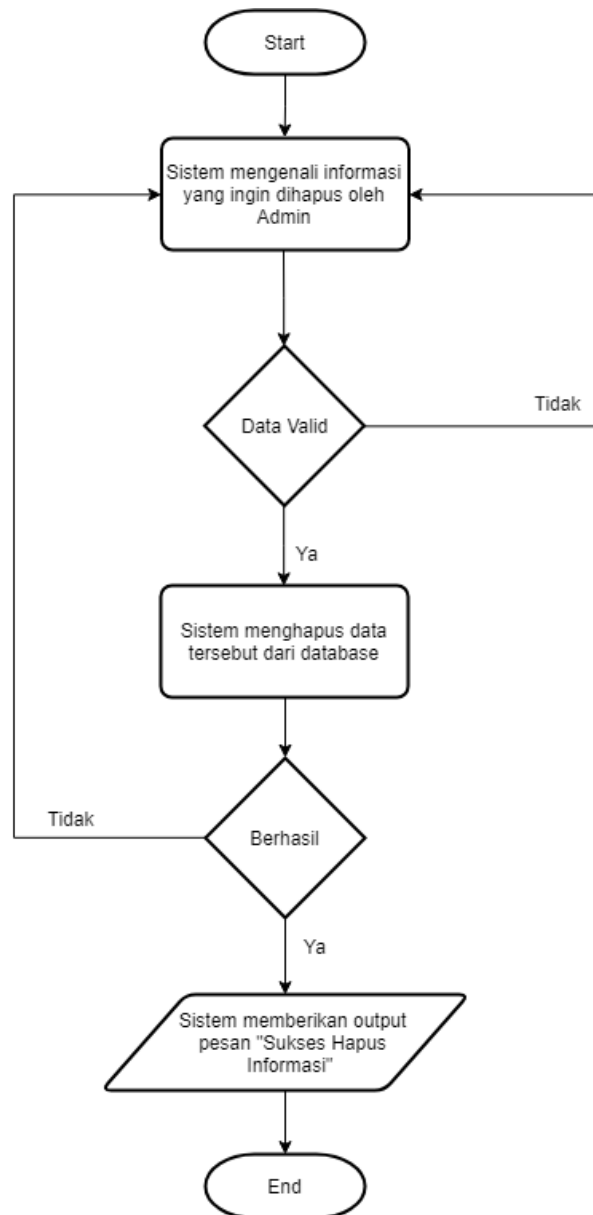 Start
Sistem mengenali informasi
yang ingin dihapus oleh
Admin
Data Valid
Tidak
Ya
Sistem menghapus data
tersebut dari database
Berhasil
Tidak
Ya
Sistem memberikan output
pesan "Sukses Hapus
Informasi"
End